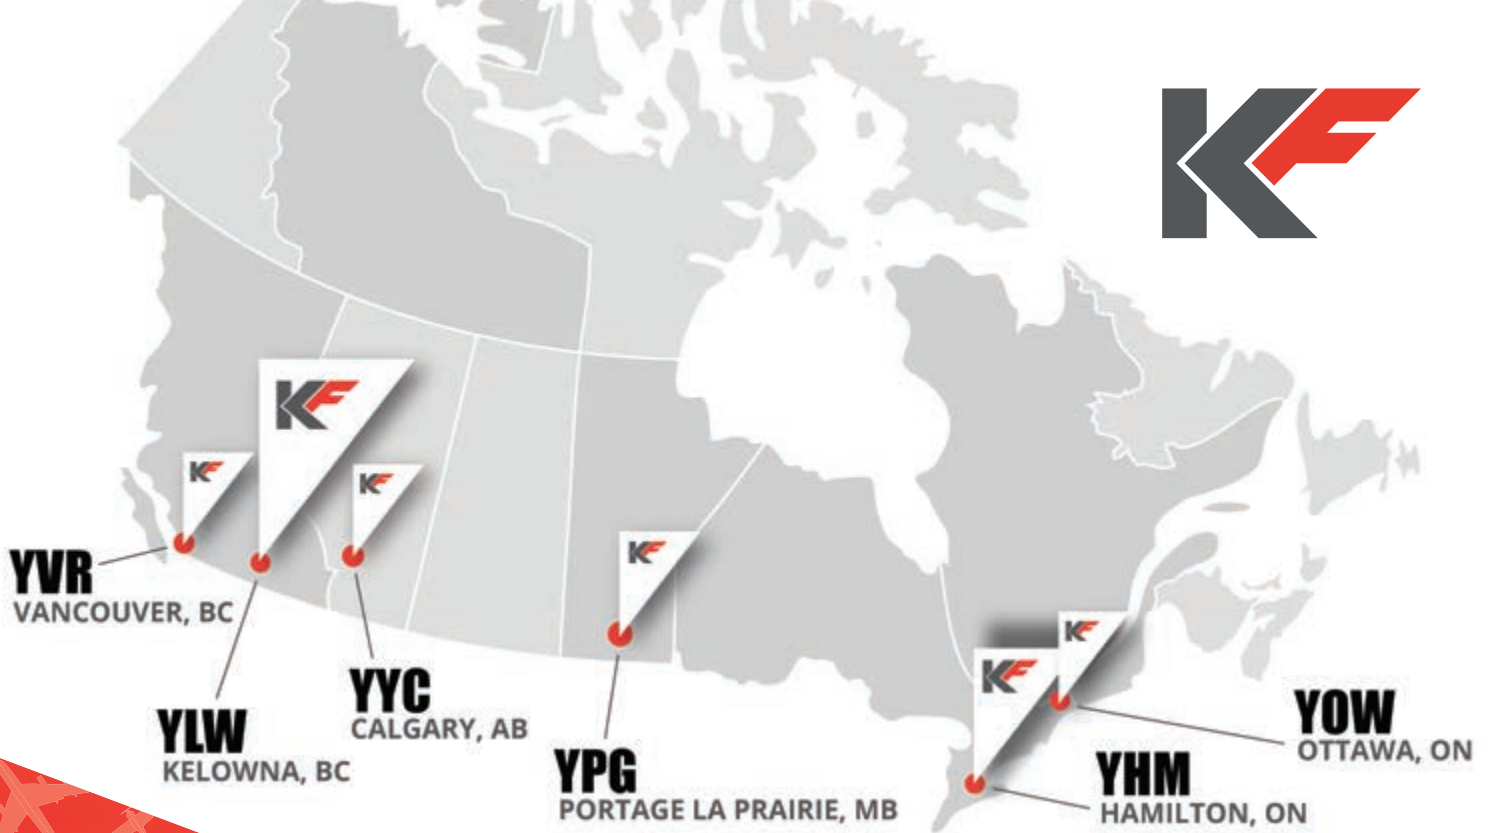 KF
KF
KF
KF
KF
KF
KF
YVR
VANCOUVER, BC
YLW
KELOWNA, BC
YYC
CALGARY, AB
YPG
PORTAGE LA PRAIRIE, MB
YHM
HAMILTON, ON
YOW
OTTAWA, ON